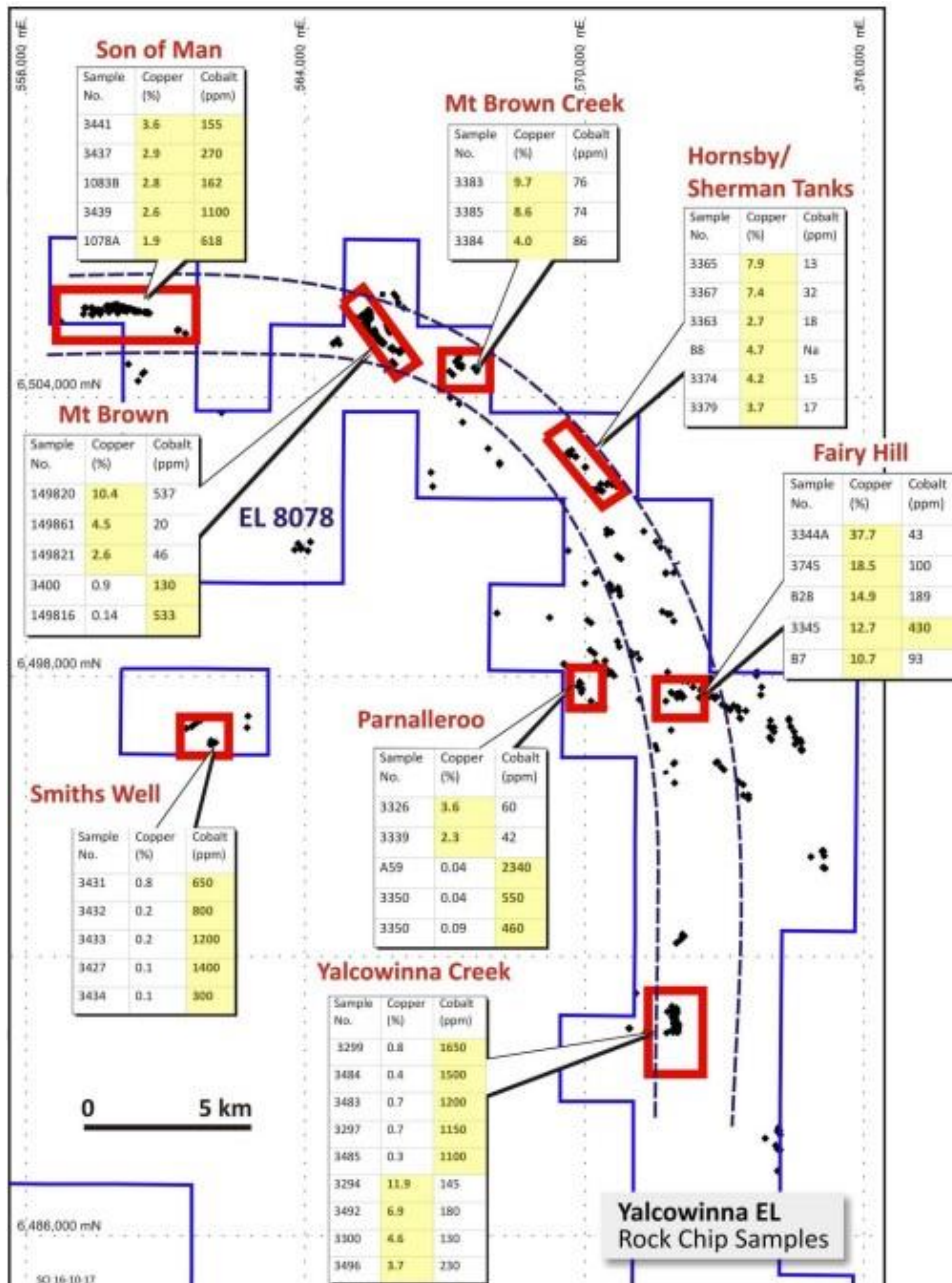 558,000 mE.
564,000 mE.
570,000 mE.
576,000 mE.
Son of Man
Sample No. Copper (%) Cobalt (ppm)
3441 3.6 155
3437 2.9 270
1083B 2.8 162
3439 2.6 1100
1078A 1.9 618
Mt Brown Creek
Sample No. Copper (%) Cobalt (ppm)
3383 9.7 76
3385 8.6 74
3384 4.0 86
Hornsby/
Sherman Tanks
Sample No. Copper (%) Cobalt (ppm)
3365 7.9 13
3367 7.4 32
3363 2.7 18
B8 4.7 Na
3374 4.2 15
3379 3.7 17
6,504,000 mN
Mt Brown
Sample No. Copper (%) Cobalt (ppm)
149820 10.4 537
149861 4.5 20
149821 2.6 46
3400 0.9 130
149816 0.14 533
EL 8078
Fairy Hill
Sample No. Copper (%) Cobalt (ppm)
3344A 37.7 43
3745 18.5 100
B28 14.9 189
3345 12.7 430
B7 10.7 93
6,498,000 mN
Parnalleroo
Sample No. Copper (%) Cobalt (ppm)
3326 3.6 60
3339 2.3 42
A59 0.04 2340
3350 0.04 550
3350 0.09 460
Smiths Well
Sample No. Copper (%) Cobalt (ppm)
3431 0.8 650
3432 0.2 800
3433 0.2 1200
3427 0.1 1400
3434 0.1 300
Yalcowinna Creek
Sample No. Copper (%) Cobalt (ppm)
3299 0.8 1650
3484 0.4 1500
3483 0.7 1200
3297 0.7 1150
3485 0.3 1100
3294 11.9 145
3492 6.9 180
3300 4.6 130
3496 3.7 230
0 5 km
6,486,000 mN
Yalcowinna EL
Rock Chip Samples
SO 16-10-17